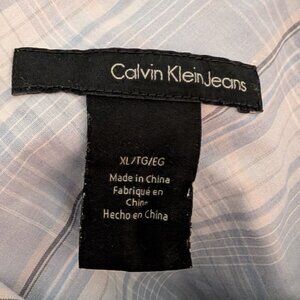 Calvin Klein Jeans
XL/TG/EG
Made in China
Fabriqué en
Chine
Hecho en China